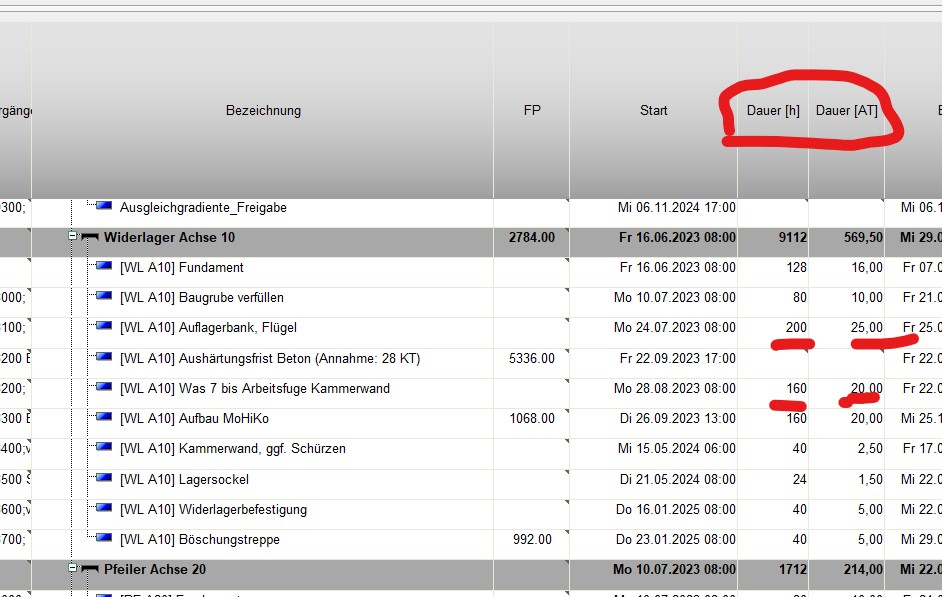 rgänge Bezeichnung FP Start Dauer [h] Dauer [AT]
0300; Ausgleichgradiente_Freigabe Mi 06.11.2024 17:00 Mi 06.1
Widerlager Achse 10 2784.00 Fr 16.06.2023 08:00 9112 569,50 Mi 29.0
[WL A10] Fundament Fr 16.06.2023 08:00 128 16,00 Fr 07.0
000; [WL A10] Baugrube verfüllen Mo 10.07.2023 08:00 80 10,00 Fr 21.0
100; [WL A10] Auflagerbank, Flügel Mo 24.07.2023 08:00 200 25,00 Fr 25.0
200 E [WL A10] Aushärtungsfrist Beton (Annahme: 28 KT) 5336.00 Fr 22.09.2023 17:00 Fr 22.0
200; [WL A10] Was 7 bis Arbeitsfuge Kammerwand Mo 28.08.2023 08:00 160 20,00 Fr 22.0
300 E [WL A10] Aufbau MoHiKo 1068.00 Di 26.09.2023 13:00 160 20,00 Mi 25.1
400;v [WL A10] Kammerwand, ggf. Schürzen Mi 15.05.2024 06:00 40 2,50 Fr 17.0
500 [WL A10] Lagersockel Di 21.05.2024 08:00 24 1,50 Mi 22.0
600;v [WL A10] Widerlagerbefestigung Do 16.01.2025 08:00 40 5,00 Mi 22.0
700; [WL A10] Böschungstreppe 992.00 Do 23.01.2025 08:00 40 5,00 Mi 29.0
Pfeiler Achse 20 Mo 10.07.2023 08:00 1712 214,00 Mi 22.0